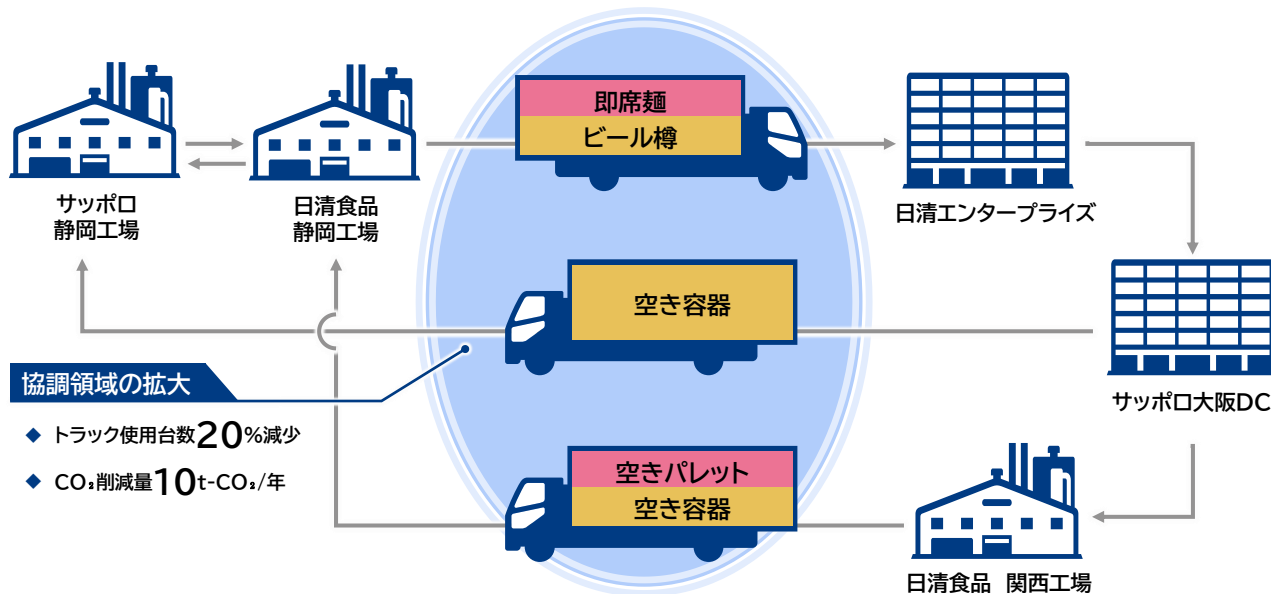 即席麺
ビール樽
サッポロ
静岡工場
日清食品
静岡工場
日清エンタープライズ
空き容器
協調領域の拡大
◆ トラック使用台数20%減少
◆ CO₂削減量10t-CO₂/年
サッポロ大阪DC
空きパレット
空き容器
日清食品 関西工場